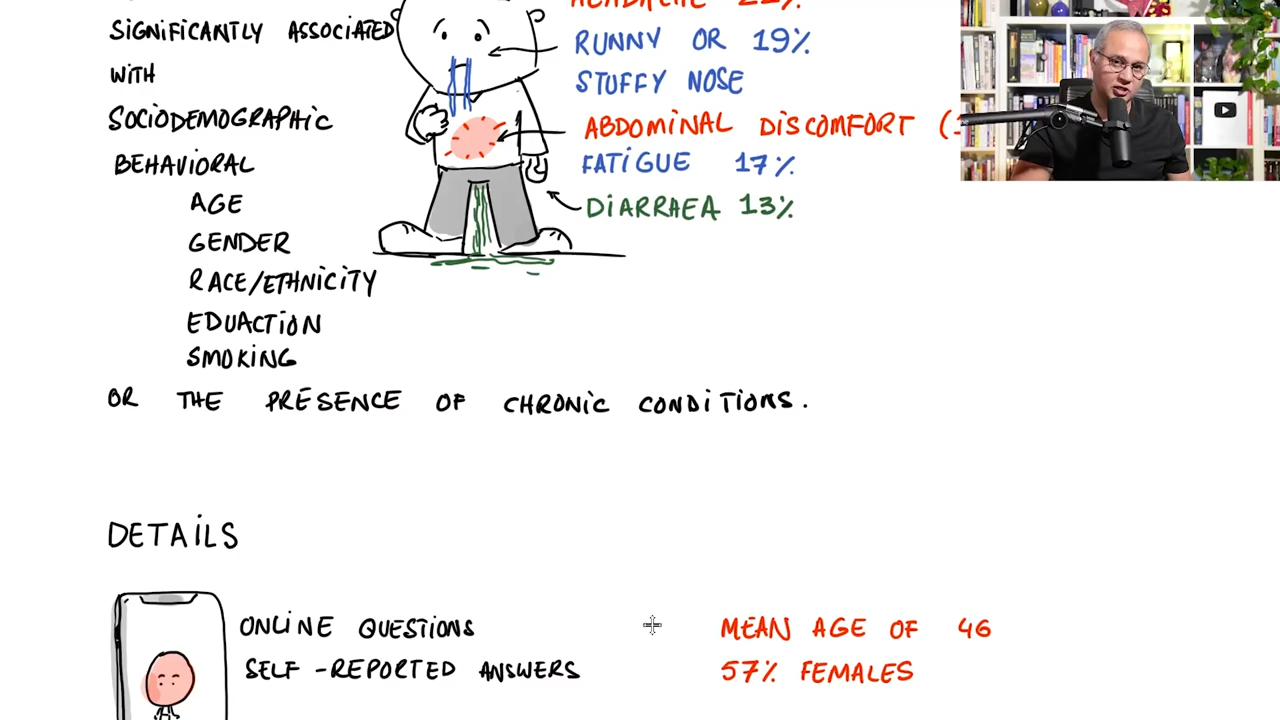 SIGNIFICANTLY ASSOCIATED
WITH
SOCIODEMOGRAPHIC
BEHAVIORAL
AGE
GENDER
RACE/ETHNICITY
EDUACTION
SMOKING
OR THE PRESENCE OF CHRONIC CONDITIONS.
HEADACHE 22%
RUNNY OR 19%
STUFFY NOSE
ABDOMINAL DISCOMFORT
FATIGUE 17%
DIARRAEA 13%
DETAILS
ONLINE QUESTIONS
SELF-REPORTED ANSWERS
MEAN AGE OF 46
57% FEMALES